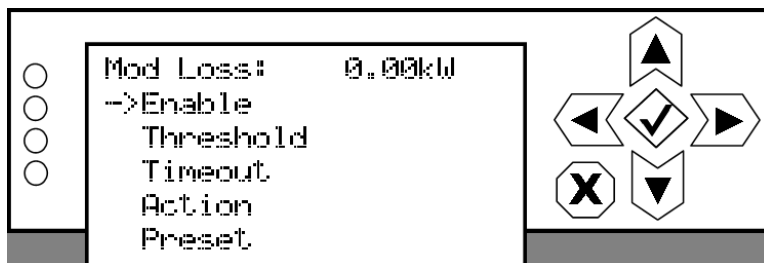 Mod Loss: 0.00kW
->Enable
Threshold
Timeout
Action
Preset
X